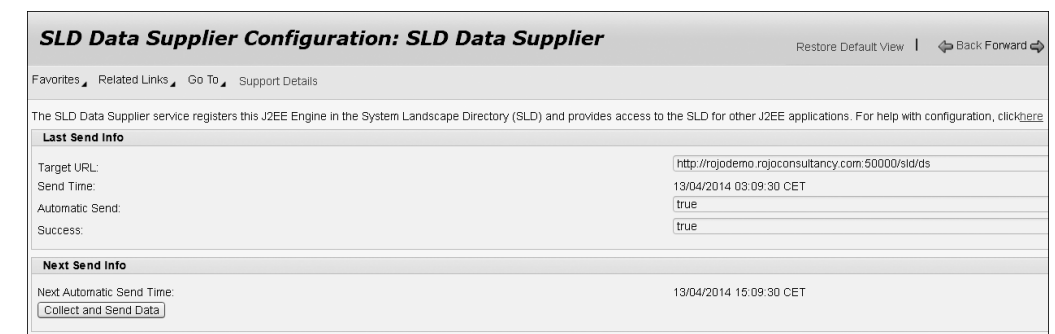 SLD Data Supplier Configuration: SLD Data Supplier
Restore Default View | Back Forward
Favorites Related Links Go To Support Details
The SLD Data Supplier service registers this J2EE Engine in the System Landscape Directory (SLD) and provides access to the SLD for other J2EE applications. For help with configuration, clickhere
Last Send Info
Target URL: http://rojodemo.rojoconsultancy.com:50000/sld/ds
Send Time: 13/04/2014 03:09:30 CET
Automatic Send: true
Success: true
Next Send Info
Next Automatic Send Time: 13/04/2014 15:09:30 CET
Collect and Send Data